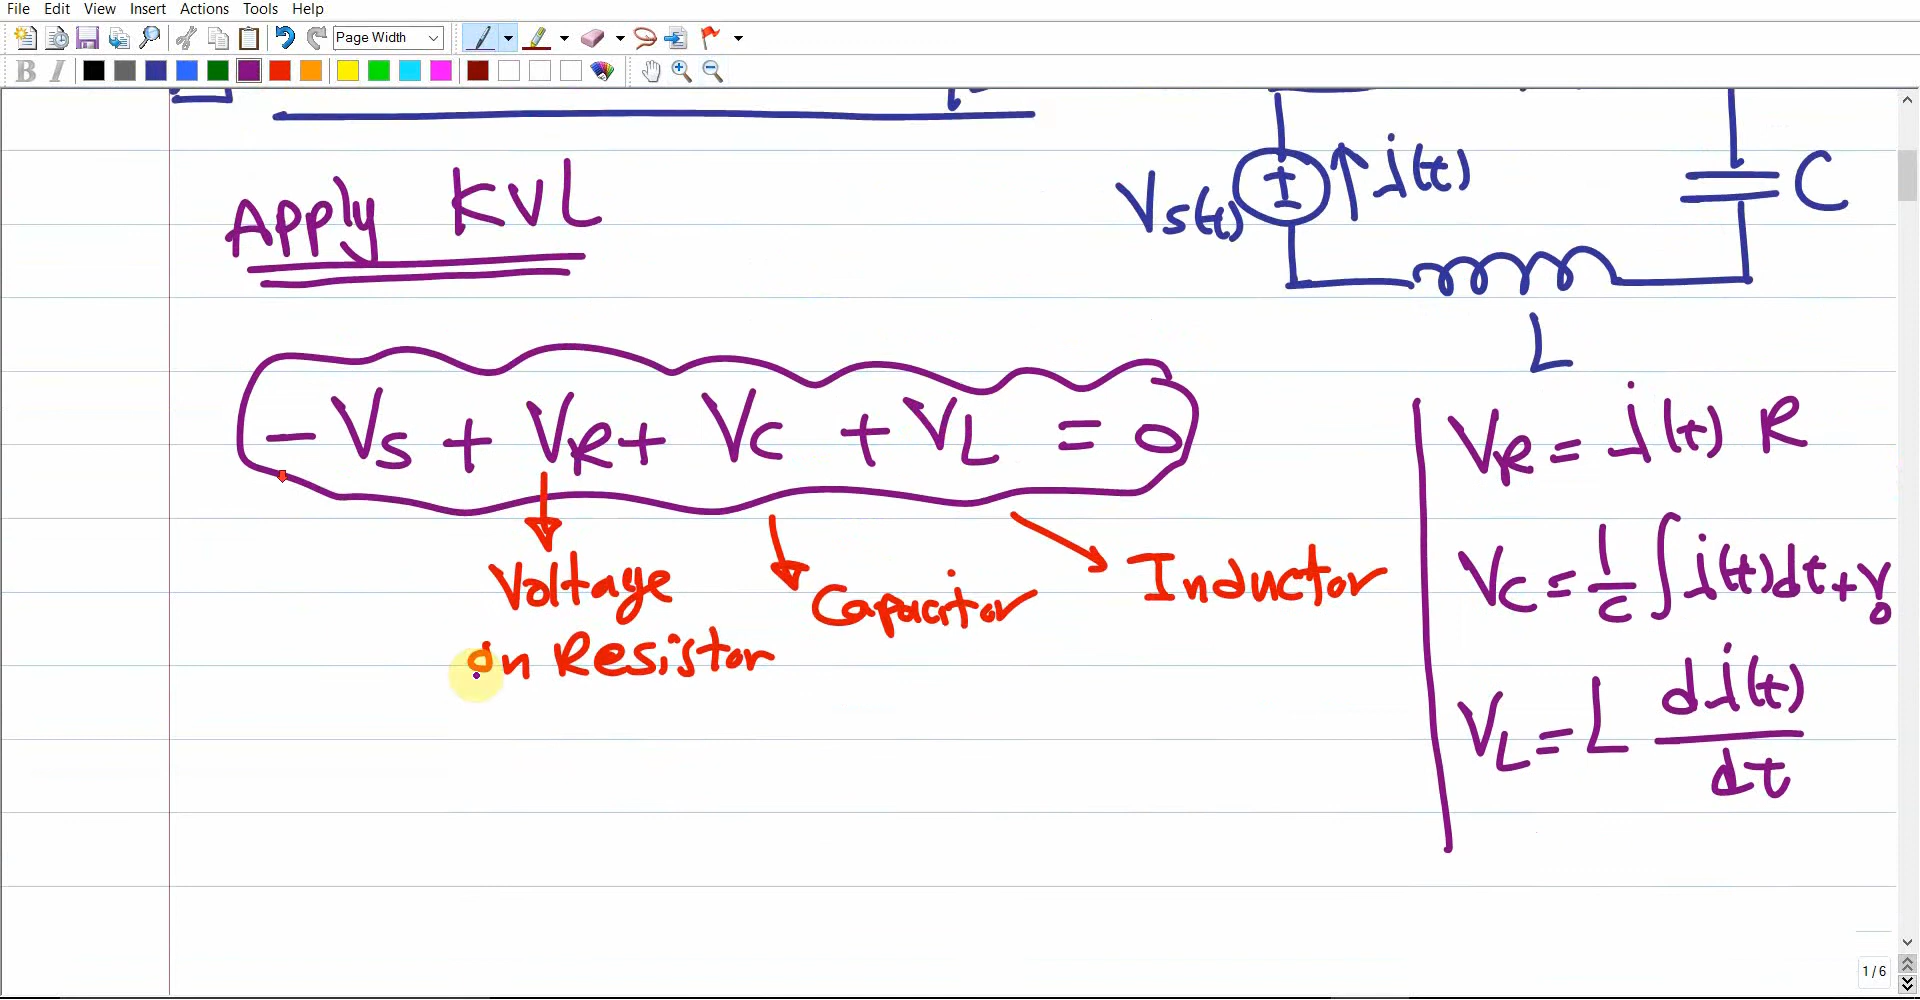 File Edit View Insert Actions Tools Help
Page Width
B I
Apply KVL
Vs(t) + j(t) C
L
- Vs + VR + VC + VL = 0
Voltage on Resistor
Capacitor
Inductor
VR = j(t) R
VC = 1/C ∫ j(t)dt + V0
VL = L dj(t)/dt
1 / 6